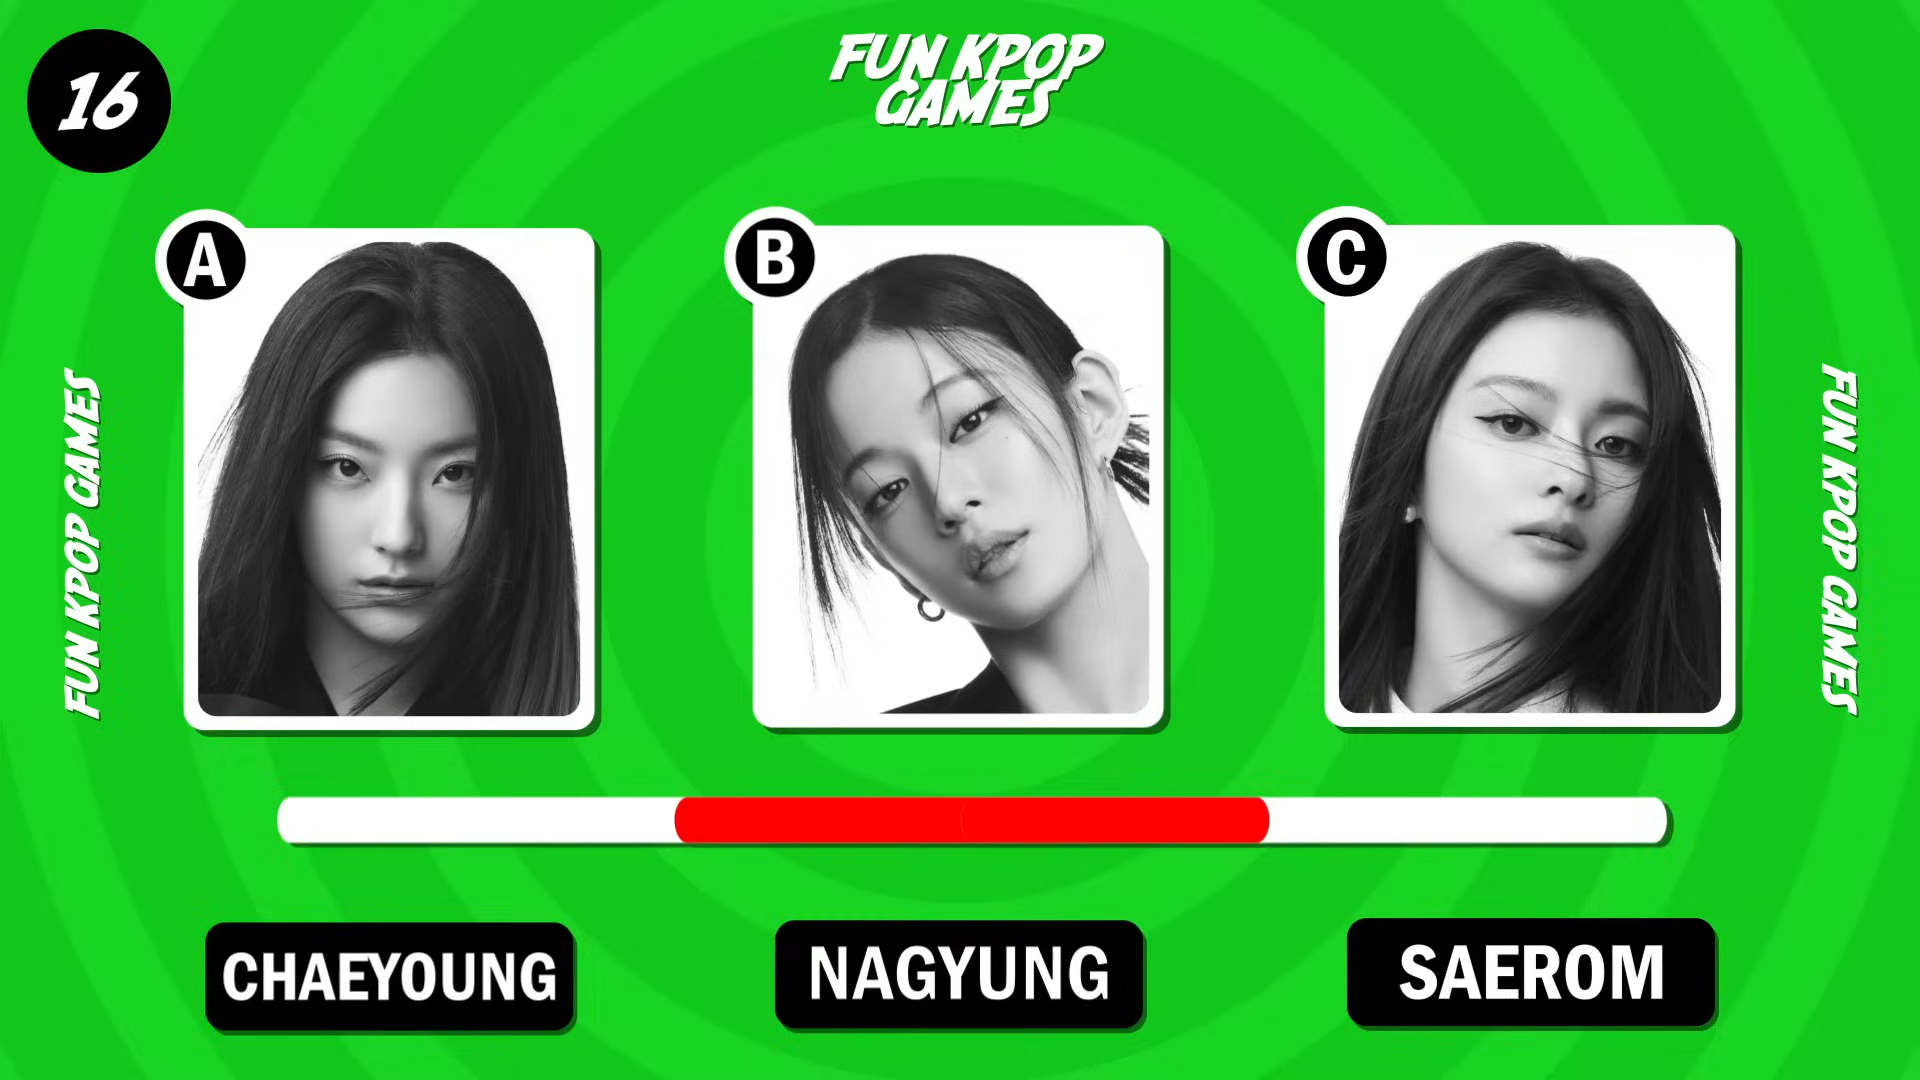 16
FUN KPOP
GAMES
A
B
C
FUN KPOP GAMES
FUN KPOP GAMES
CHAEYOUNG
NAGYUNG
SAEROM